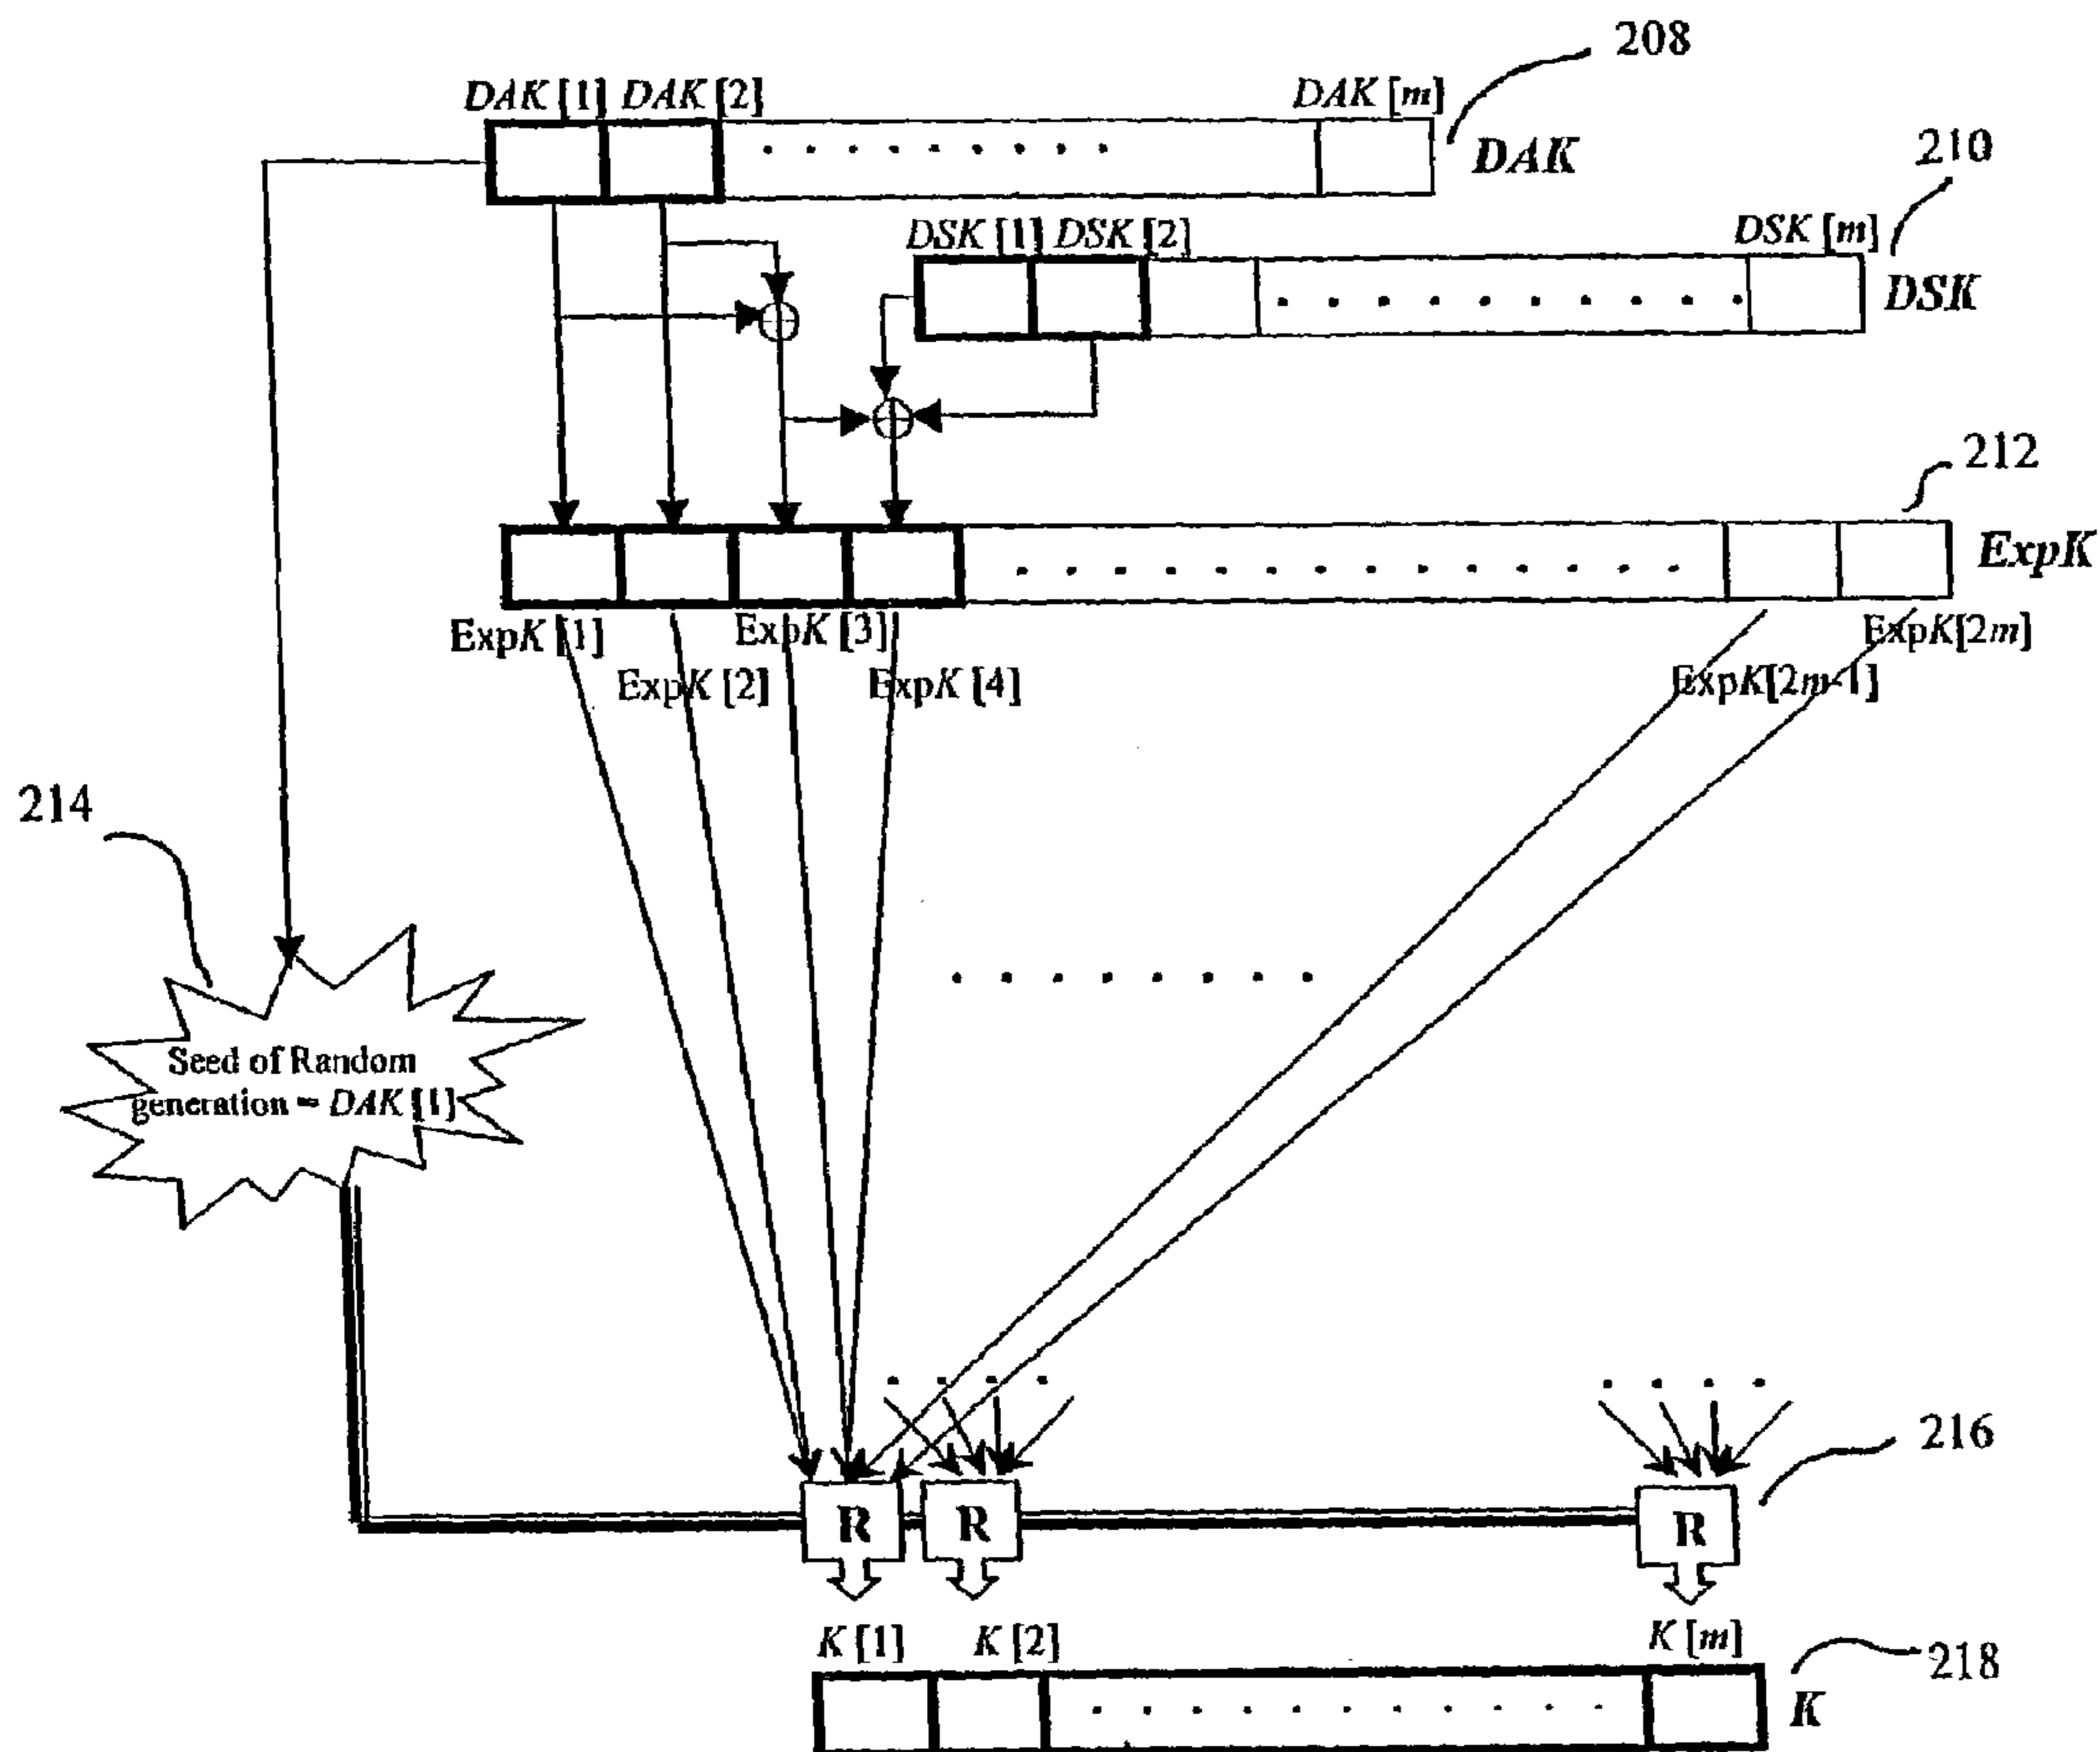 208
DAK [1] DAK [2] DAK [m]
DAK
210
DSK [1] DSK [2] DSK [m]
DSK
212
ExpK
ExpK [1] ExpK [3] ExpK[2m]
ExpK [2] ExpK [4] ExpK[2m-1]
214
Seed of Random
generation = DAK [1]
216
R R R
K [1] K [2] K [m]
218
K